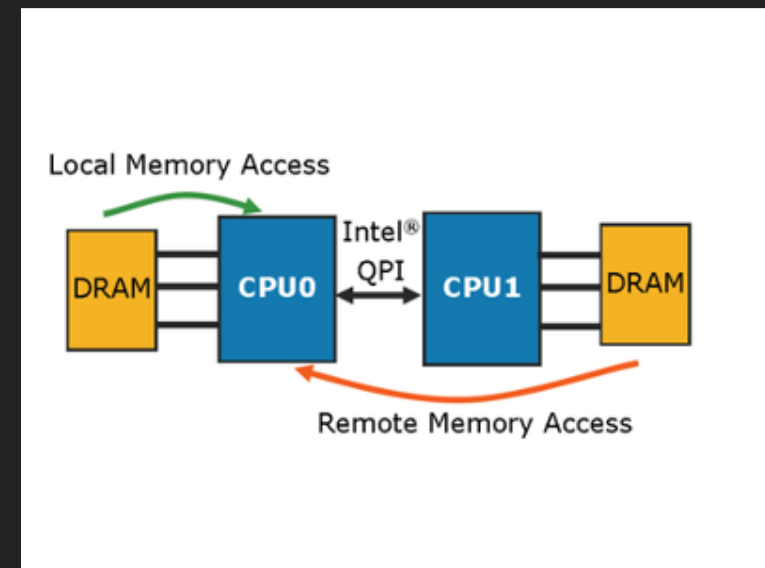 Local Memory Access
Intel®
QPI
DRAM
CPU0
CPU1
DRAM
Remote Memory Access